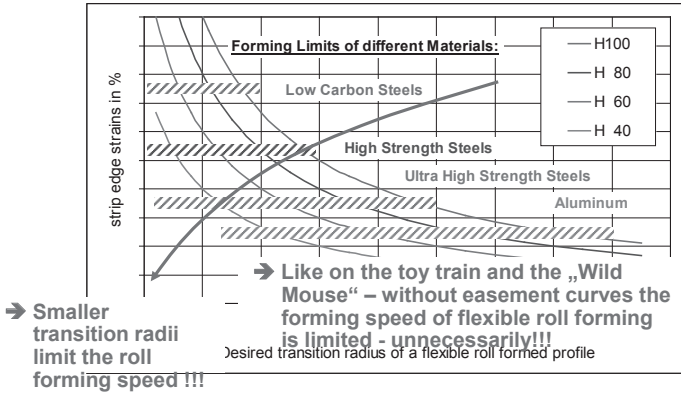 Forming Limits of different Materials:
H100
H 80
H 60
H 40
strip edge strains in %
Low Carbon Steels
High Strength Steels
Ultra High Strength Steels
Aluminum
➔ Like on the toy train and the „Wild
Mouse“ – without easement curves the
forming speed of flexible roll forming
is limited - unnecessarily!!!
➔ Smaller
transition radii
limit the roll
forming speed !!!
Desired transition radius of a flexible roll formed profile